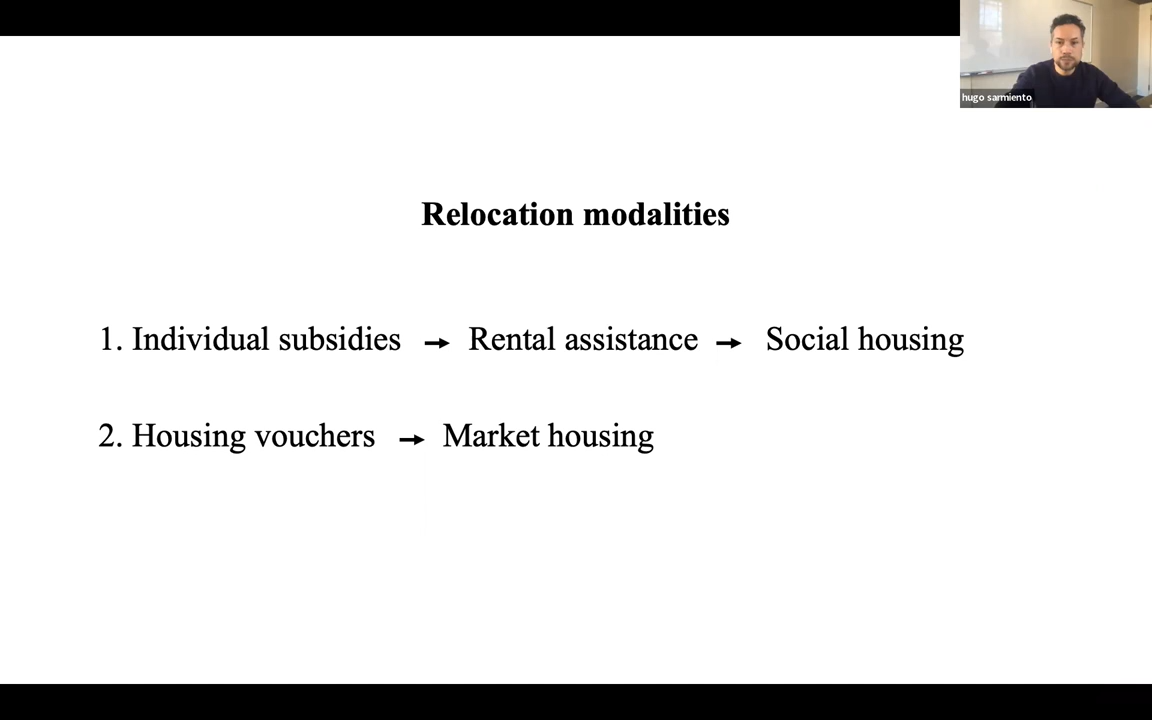 hugo sarmiento
Relocation modalities
1. Individual subsidies → Rental assistance → Social housing
2. Housing vouchers → Market housing